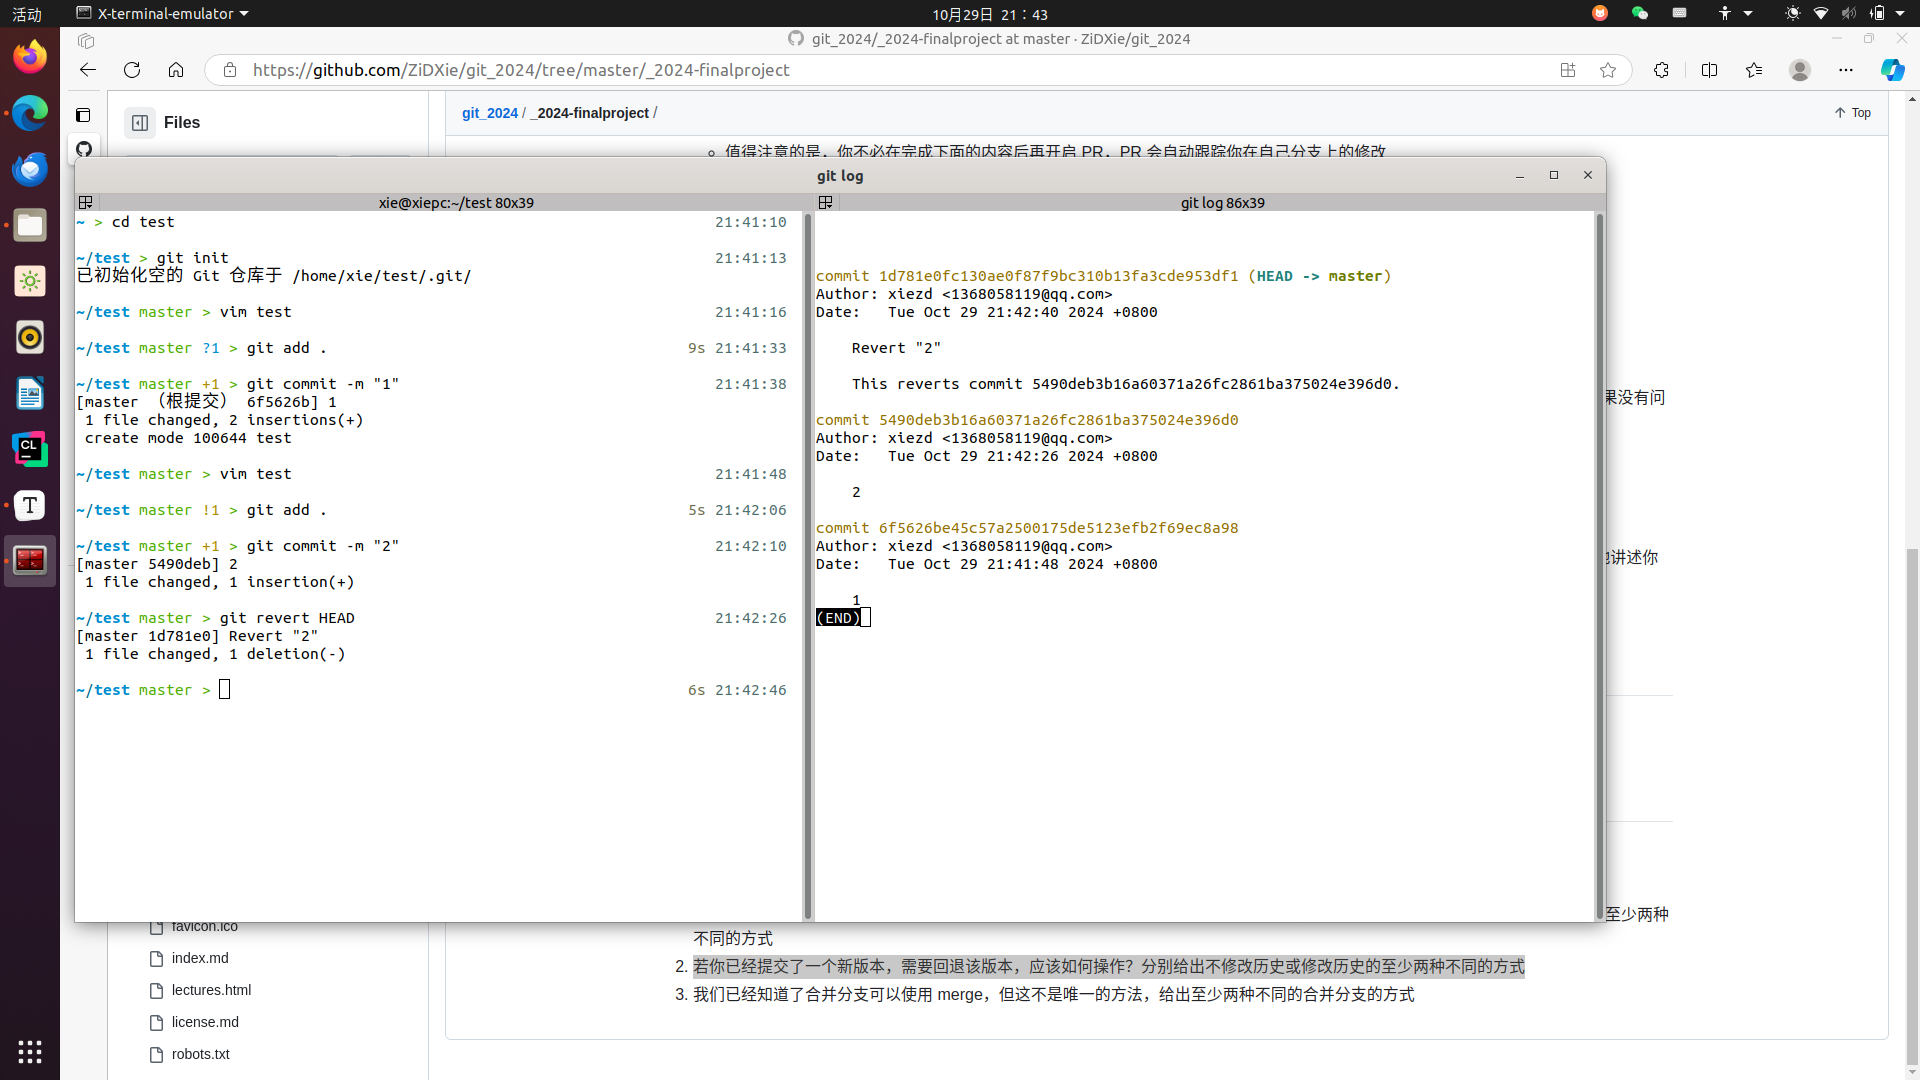 活动
X-terminal-emulator
10月29日 21：43
git_2024/_2024-finalproject at master · ZiDXie/git_2024
https://github.com/ZiDXie/git_2024/tree/master/_2024-finalproject
Files
git_2024 / _2024-finalproject /
Top
值得注意的是，你不必在完成下面的内容后再开启 PR，PR 会自动跟踪你在自己分支上的修改
git log
xie@xiepc:~/test 80x39
~ > cd test 21:41:10
~/test > git init 21:41:13
已初始化空的 Git 仓库于 /home/xie/test/.git/
~/test master > vim test 21:41:16
~/test master ?1 > git add . 9s 21:41:33
~/test master +1 > git commit -m "1" 21:41:38
[master （根提交） 6f5626b] 1
1 file changed, 2 insertions(+)
create mode 100644 test
~/test master > vim test 21:41:48
~/test master !1 > git add . 5s 21:42:06
~/test master +1 > git commit -m "2" 21:42:10
[master 5490deb] 2
1 file changed, 1 insertion(+)
~/test master > git revert HEAD 21:42:26
[master 1d781e0] Revert "2"
1 file changed, 1 deletion(-)
~/test master > 6s 21:42:46
git log 86x39
commit 1d781e0fc130ae0f87f9bc310b13fa3cde953df1 (HEAD -> master)
Author: xiezd <1368058119@qq.com>
Date: Tue Oct 29 21:42:40 2024 +0800
Revert "2"
This reverts commit 5490deb3b16a60371a26fc2861ba375024e396d0.
commit 5490deb3b16a60371a26fc2861ba375024e396d0
Author: xiezd <1368058119@qq.com>
Date: Tue Oct 29 21:42:26 2024 +0800
2
commit 6f5626be45c57a2500175de5123efb2f69ec8a98
Author: xiezd <1368058119@qq.com>
Date: Tue Oct 29 21:41:48 2024 +0800
1
(END)
果没有问
讲述你
至少两种
不同的方式
2. 若你已经提交了一个新版本，需要回退该版本，应该如何操作？分别给出不修改历史或修改历史的至少两种不同的方式
3. 我们已经知道了合并分支可以使用 merge，但这不是唯一的方法，给出至少两种不同的合并分支的方式
favicon.ico
index.md
lectures.html
license.md
robots.txt